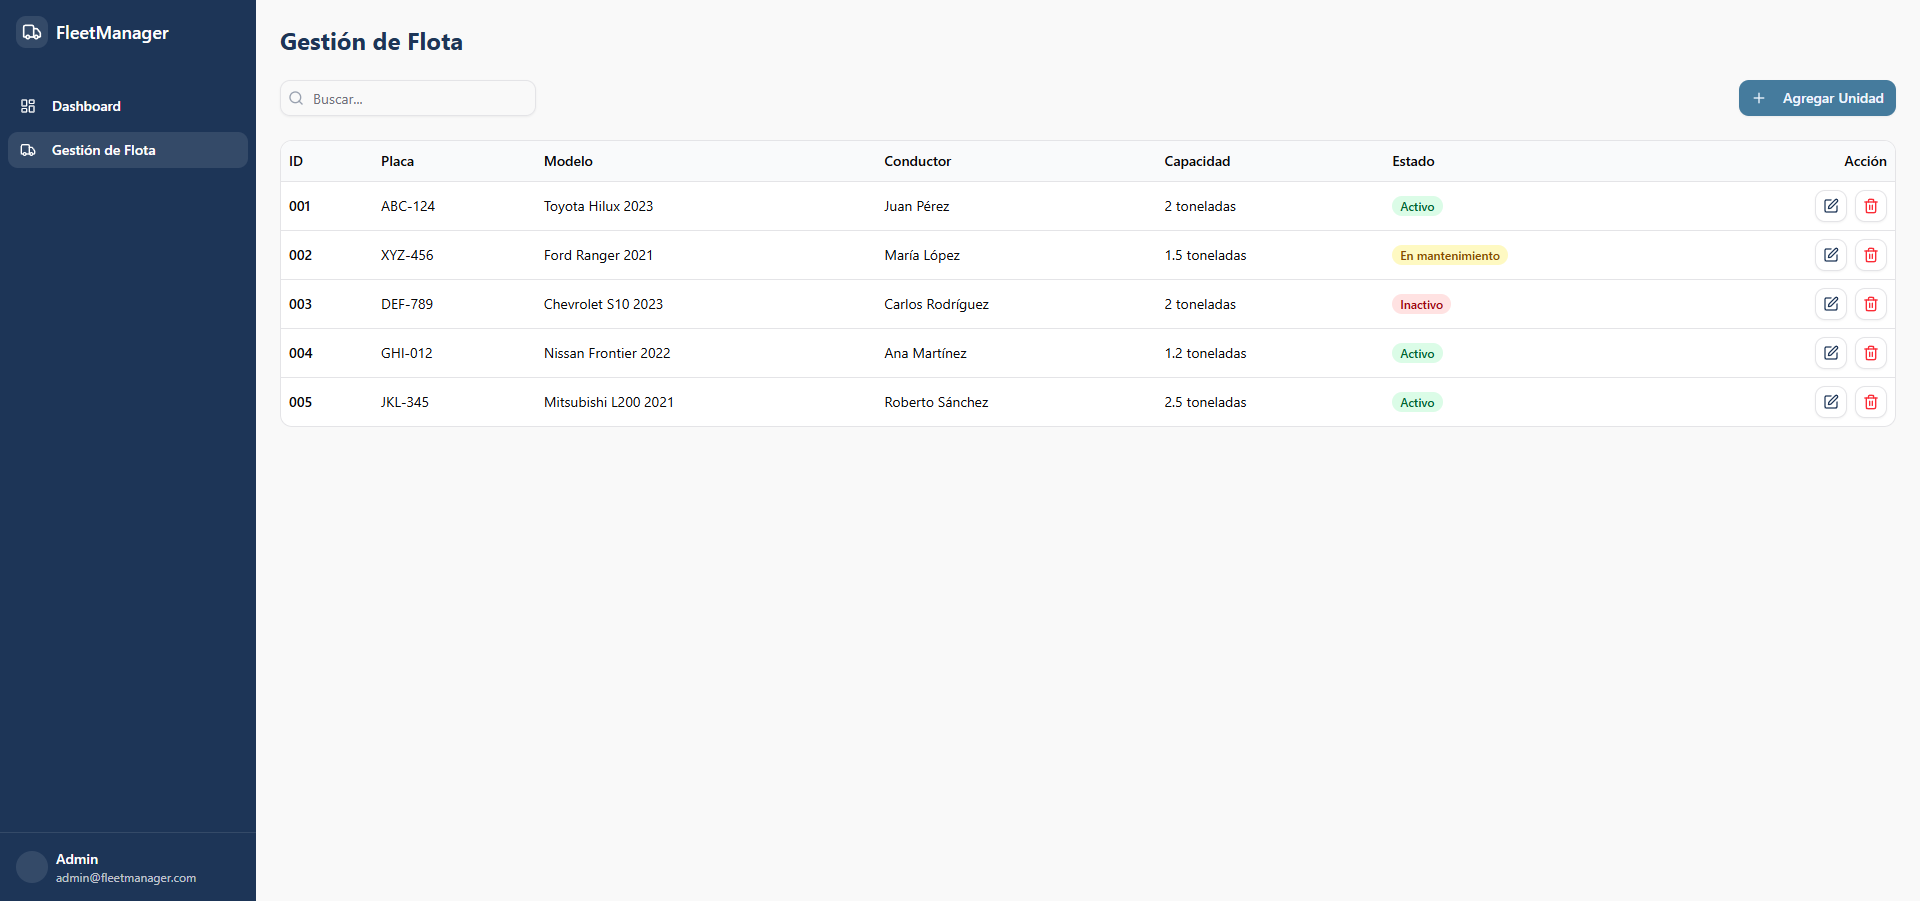 FleetManager
Dashboard
Gestión de Flota
Admin
admin@fleetmanager.com
Gestión de Flota
Buscar...
Agregar Unidad
ID Placa Modelo Conductor Capacidad Estado Acción
001 ABC-124 Toyota Hilux 2023 Juan Pérez 2 toneladas Activo
002 XYZ-456 Ford Ranger 2021 María López 1.5 toneladas En mantenimiento
003 DEF-789 Chevrolet S10 2023 Carlos Rodríguez 2 toneladas Inactivo
004 GHI-012 Nissan Frontier 2022 Ana Martínez 1.2 toneladas Activo
005 JKL-345 Mitsubishi L200 2021 Roberto Sánchez 2.5 toneladas Activo